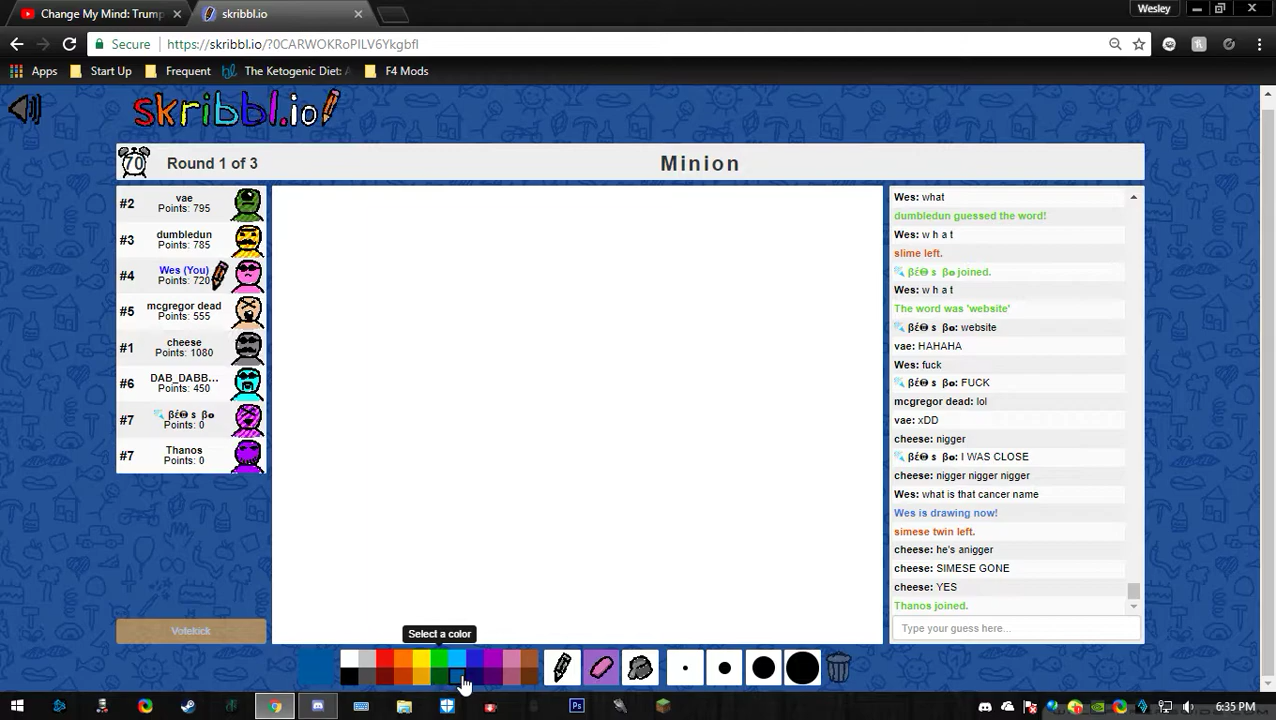 Change My Mind: Trump
skribbl.io
Wesley
Secure
https://skribbl.io/?0CARWOKRoPILV6Ykgbfl
Apps
Start Up
Frequent
The Ketogenic Diet: A
F4 Mods
skribbl.io
70
Round 1 of 3
Minion
#2
vae
Points: 795
#3
dumbledun
Points: 785
#4
Wes (You)
Points: 720
#5
mcgregor dead
Points: 555
#1
cheese
Points: 1080
#6
DAB_DABB...
Points: 450
#7
Points: 0
#7
Thanos
Points: 0
Votekick
Wes: what
dumbledun guessed the word!
Wes: w h a t
slime left.
joined.
Wes: w h a t
The word was 'website'
: website
vae: HAHAHA
Wes: fuck
: FUCK
mcgregor dead: lol
vae: xDD
cheese: nigger
: I WAS CLOSE
cheese: nigger nigger nigger
Wes: what is that cancer name
Wes is drawing now!
simese twin left.
cheese: he's anigger
cheese: SIMESE GONE
cheese: YES
Thanos joined.
Type your guess here...
Select a color
Ps
6:35 PM